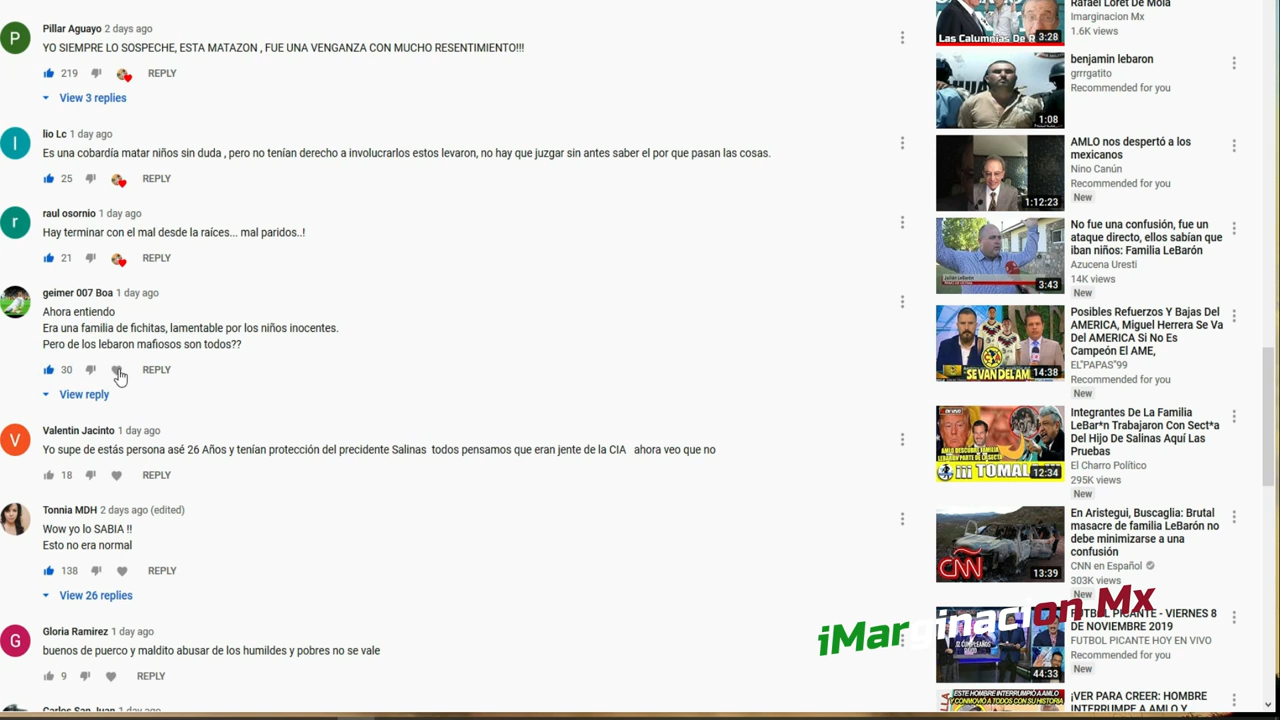 P
Pillar Aguayo 2 days ago
YO SIEMPRE LO SOSPECHE, ESTA MATAZON , FUE UNA VENGANZA CON MUCHO RESENTIMIENTO!!!
219 REPLY
View 3 replies
lio Lc 1 day ago
Es una cobardía matar niños sin duda , pero no tenían derecho a involucrarlos estos levaron, no hay que juzgar sin antes saber el por que pasan las cosas.
25 REPLY
r
raul osornio 1 day ago
Hay terminar con el mal desde la raíces... mal paridos..!
21 REPLY
geimer 007 Boa 1 day ago
Ahora entiendo
Era una familia de fichitas, lamentable por los niños inocentes.
Pero de los lebaron mafiosos son todos??
30 REPLY
View reply
V
Valentin Jacinto 1 day ago
Yo supe de estás persona asé 26 Años y tenían protección del presidente Salinas todos pensamos que eran jente de la CIA ahora veo que no
18 REPLY
Tonnia MDH 2 days ago (edited)
Wow yo lo SABIA !!
Esto no era normal
138 REPLY
View 26 replies
G
Gloria Ramirez 1 day ago
buenos de puerco y maldito abusar de los humildes y pobres no se vale
9 REPLY
Carlos San Juan 1 day ago
Rafael Loret De Mola
Imarginacion Mx
1.6K views
Las Calumnias De R
3:28
benjamin lebaron
grrrgatito
Recommended for you
1:08
AMLO nos despertó a los
mexicanos
Nino Canún
Recommended for you
New
1:12:23
No fue una confusión, fue un
ataque directo, ellos sabían que
iban niños: Familia LeBarón
Azucena Uresti
14K views
New
3:43
Posibles Refuerzos Y Bajas Del
AMERICA, Miguel Herrera Se Va
Del AMERICA Si No Es
Campeón El AME,
EL"PAPAS"99
Recommended for you
New
SE VAN DEL AM
14:38
Integrantes De La Familia
LeBar*n Trabajaron Con Sect*a
Del Hijo De Salinas Aquí Las
Pruebas
El Charro Político
295K views
New
¡¡¡ TOMAL
12:34
En Aristegui, Buscaglia: Brutal
masacre de familia LeBarón no
debe minimizarse a una
confusión
CNN en Español
303K views
New
CNN
13:39
FUTBOL PICANTE - VIERNES 8
DE NOVIEMBRE 2019
FUTBOL PICANTE HOY EN VIVO
Recommended for you
New
44:33
iMarginacion Mx
¡VER PARA CREER: HOMBRE
INTERRUMPE A AMLO Y
ESTE HOMBRE INTERRUMPIÓ A AMLO
Y CONMOVIÓ A TODOS CON SU HISTORIA